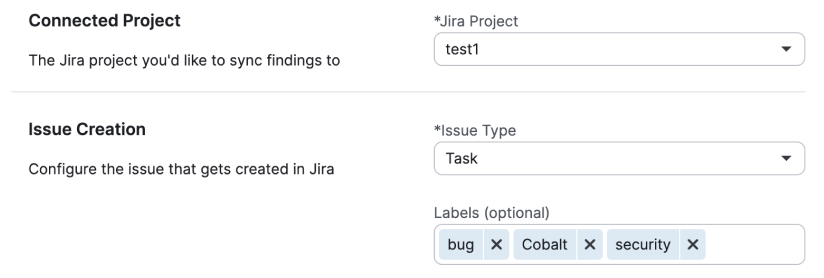 Connected Project
The Jira project you'd like to sync findings to
*Jira Project
test1
Issue Creation
Configure the issue that gets created in Jira
*Issue Type
Task
Labels (optional)
bug ✕ Cobalt ✕ security ✕